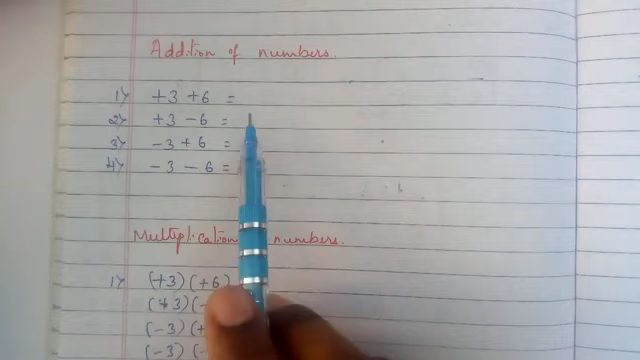 Addition of numbers.
1) +3 +6 =
2) +3 -6 =
3) -3 +6 =
4) -3 -6 =
Multiplication numbers.
1) (+3)(+6)
(+3)(-
(-3)(+
(-3)(-